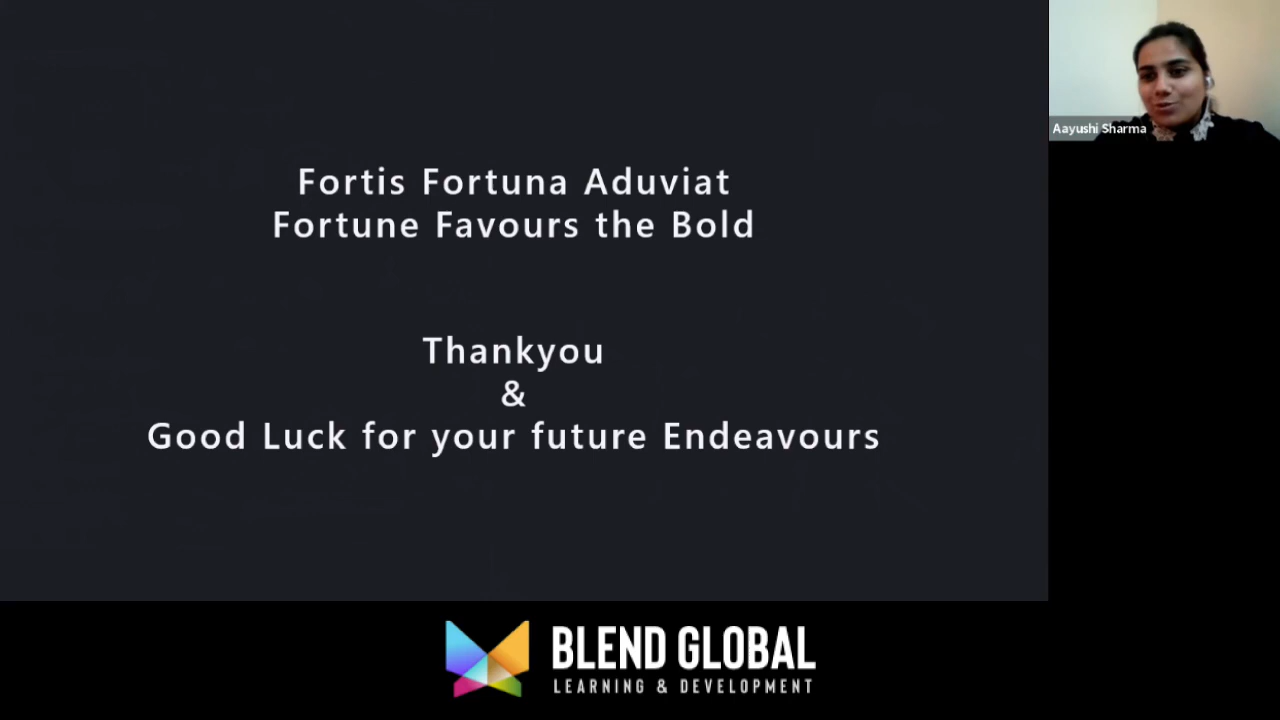 Fortis Fortuna Aduviat
Fortune Favours the Bold
Thankyou
&
Good Luck for your future Endeavours
Aayushi Sharma
BLEND GLOBAL
LEARNING & DEVELOPMENT